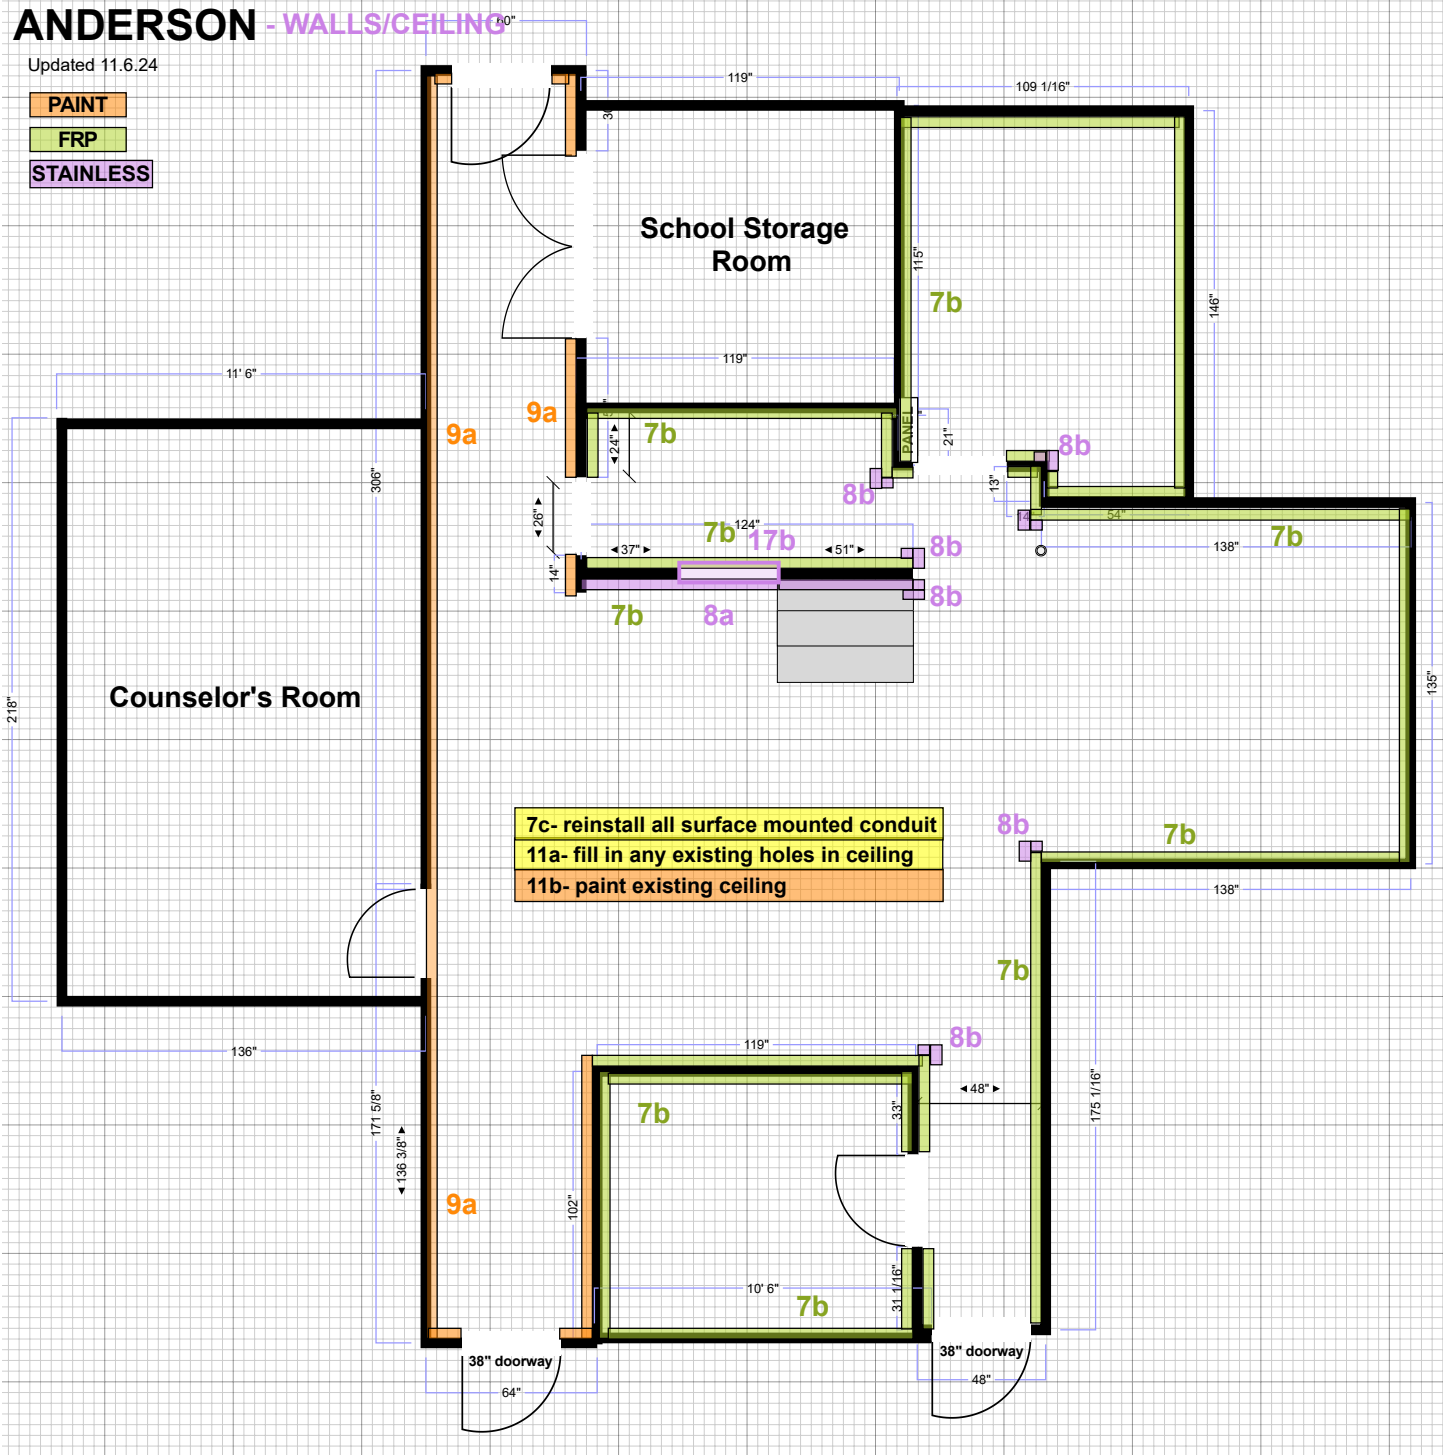 ANDERSON - WALLS/CEILING
60"
Updated 11.6.24
PAINT
FRP
STAINLESS
119"
109 1/16"
School Storage
Room
115"
7b
146"
119"
11' 6"
9a
9a
7b
24"
PANEL
21"
8b
306"
8b
13"
26"
124"
7b
17b
14
54"
7b
138"
37"
51"
8b
14"
7b
8a
8b
Counselor's Room
218"
135"
7c- reinstall all surface mounted conduit
11a- fill in any existing holes in ceiling
11b- paint existing ceiling
8b
7b
138"
7b
136"
119"
8b
48"
171 5/8"
136 3/8"
7b
33"
175 1/16"
9a
102"
10' 6"
31 1/16"
7b
38" doorway
38" doorway
64"
48"